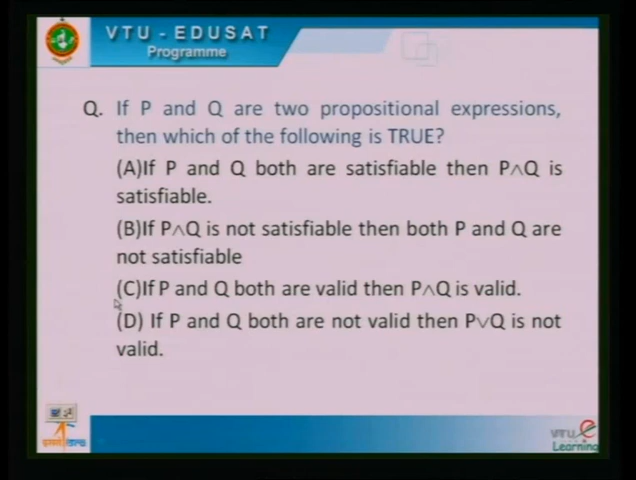 VTU - EDUSAT
Programme
Q. If P and Q are two propositional expressions,
then which of the following is TRUE?
(A)If P and Q both are satisfiable then P∧Q is
satisfiable.
(B)If P∧Q is not satisfiable then both P and Q are
not satisfiable
(C)If P and Q both are valid then P∧Q is valid.
(D) If P and Q both are not valid then P∨Q is not
valid.
VTU e
Learning